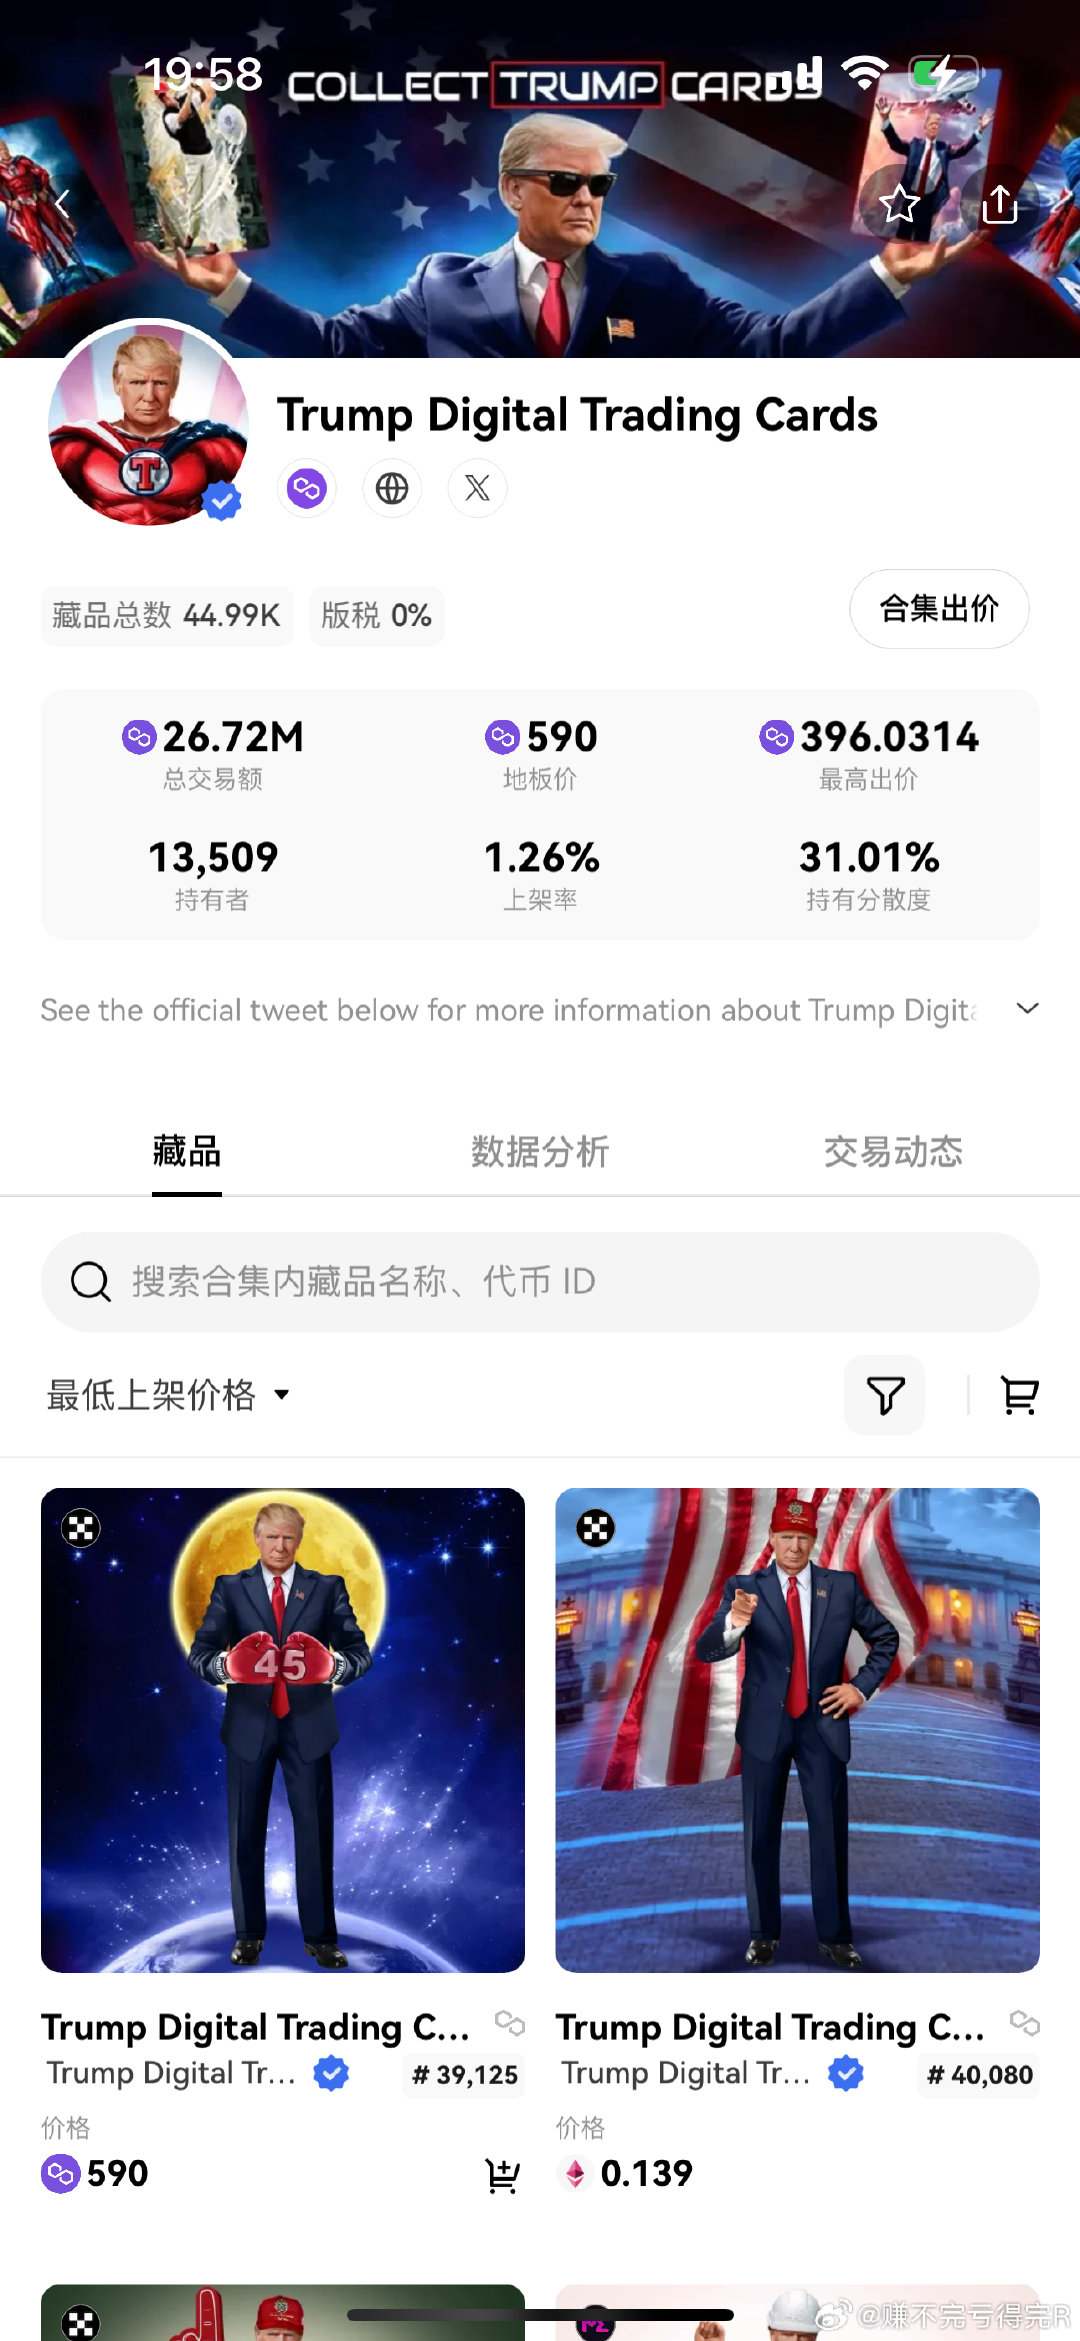 19:58
COLLECT TRUMP CARDS
Trump Digital Trading Cards
藏品总数 44.99K 版税 0%
合集出价
26.72M 590 396.0314
总交易额 地板价 最高出价
13,509 1.26% 31.01%
持有者 上架率 持有分散度
See the official tweet below for more information about Trump Digita
藏品 数据分析 交易动态
搜索合集内藏品名称、代币 ID
最低上架价格
45
Trump Digital Trading C... Trump Digital Trading C...
Trump Digital Tr... # 39,125 Trump Digital Tr... # 40,080
价格 价格
590 0.139
@赚不完亏得完R